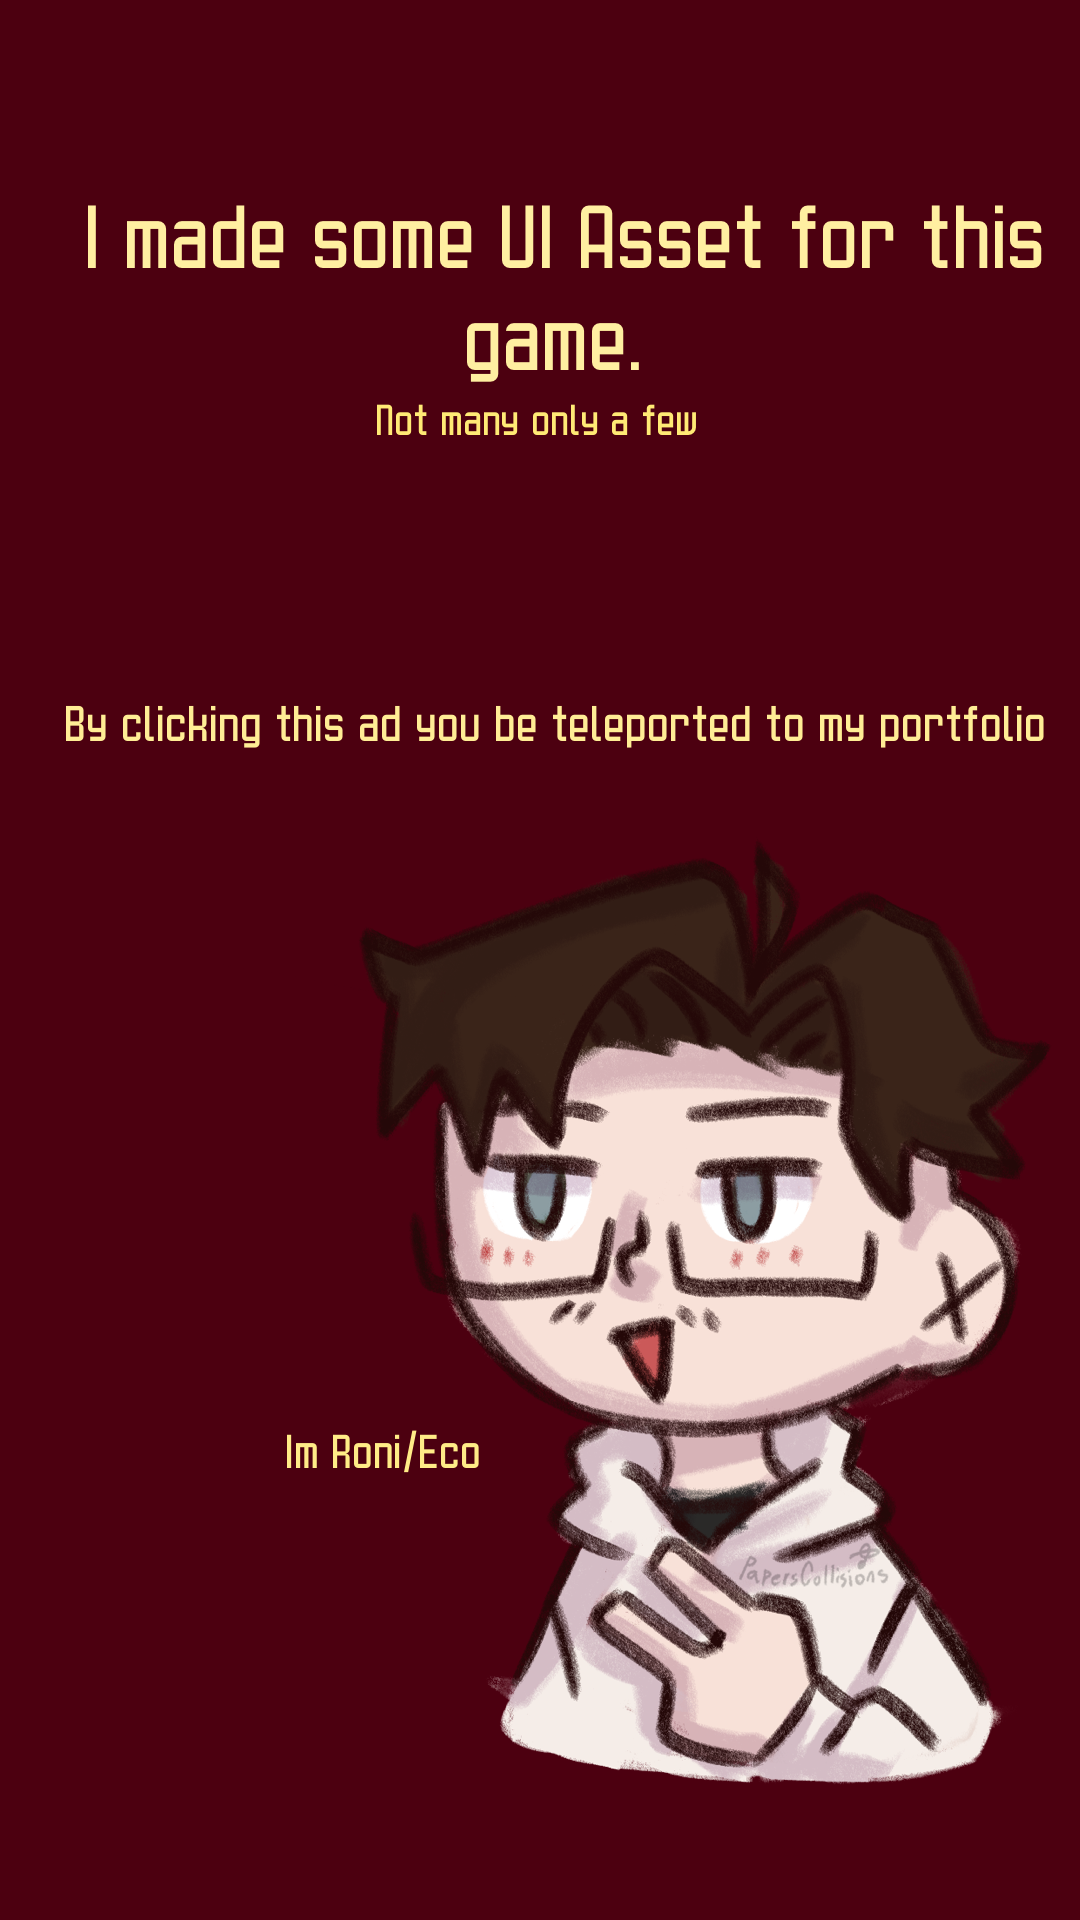 I made some UI Asset for this
game.
Not many only a few
By clicking this ad you be teleported to my portfolio
Im Roni/Eco
PapersCollisions